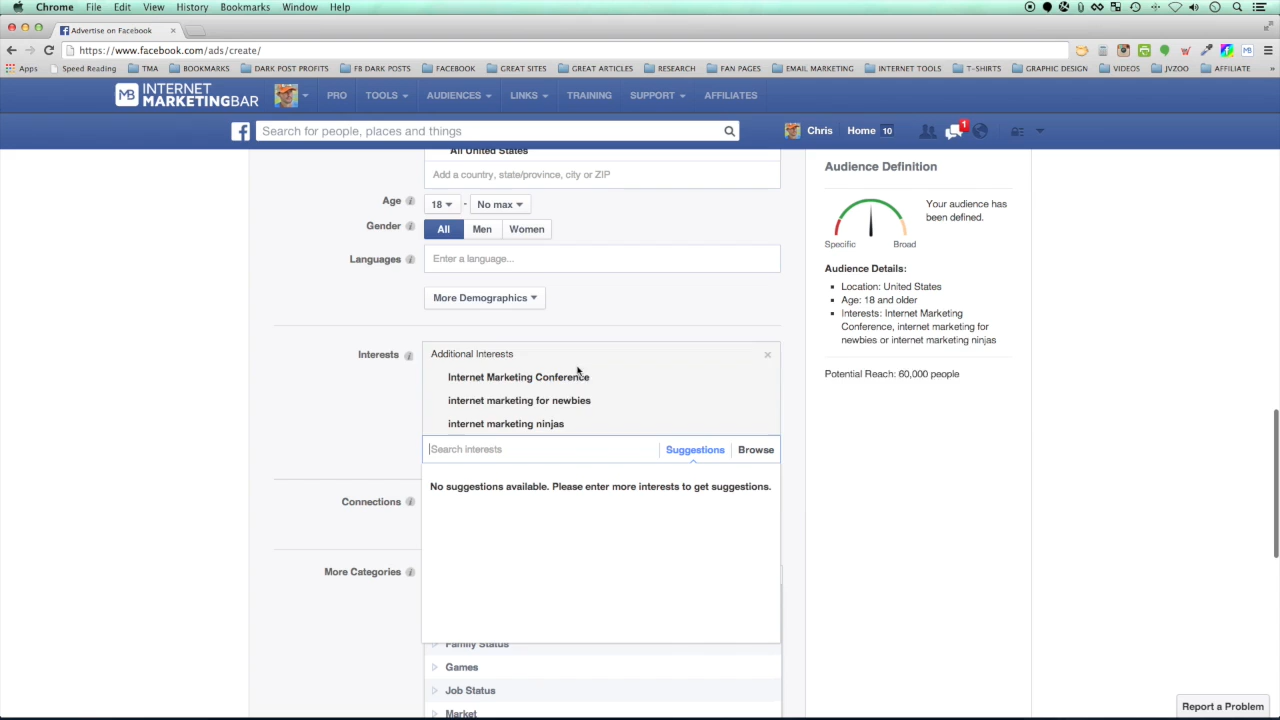 Chrome File Edit View History Bookmarks Window Help
Advertise on Facebook
https://www.facebook.com/ads/create/
Apps Speed Reading TMA BOOKMARKS DARK POST PROFITS FB DARK POSTS FACEBOOK GREAT SITES GREAT ARTICLES RESEARCH FAN PAGES EMAIL MARKETING INTERNET TOOLS T-SHIRTS GRAPHIC DESIGN VIDEOS JVZOO AFFILIATE
MB INTERNET MARKETINGBAR PRO TOOLS AUDIENCES LINKS TRAINING SUPPORT AFFILIATES
Search for people, places and things Chris Home 10 1
All United States
Add a country, state/province, city or ZIP
Age 18 - No max
Gender All Men Women
Languages Enter a language...
More Demographics
Interests Additional Interests
Internet Marketing Conference
internet marketing for newbies
internet marketing ninjas
Search interests Suggestions Browse
No suggestions available. Please enter more interests to get suggestions.
Connections
More Categories
Family Status
Games
Job Status
Market
Audience Definition
Your audience has
been defined.
Specific Broad
Audience Details:
Location: United States
Age: 18 and older
Interests: Internet Marketing
Conference, internet marketing for
newbies or internet marketing ninjas
Potential Reach: 60,000 people
Report a Problem